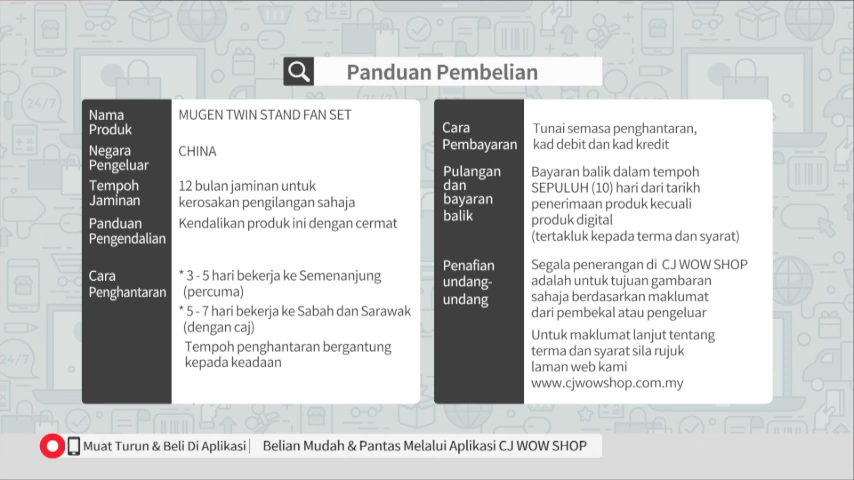 Panduan Pembelian
Nama
Produk
MUGEN TWIN STAND FAN SET
Negara
Pengeluar
CHINA
Tempoh
Jaminan
12 bulan jaminan untuk
kerosakan pengilangan sahaja
Panduan
Pengendalian
Kendalikan produk ini dengan cermat
Cara
Penghantaran
* 3 - 5 hari bekerja ke Semenanjung
(percuma)
* 5 - 7 hari bekerja ke Sabah dan Sarawak
(dengan caj)
Tempoh penghantaran bergantung
kepada keadaan
Cara
Pembayaran
Tunai semasa penghantaran,
kad debit dan kad kredit
Pulangan
dan
bayaran
balik
Bayaran balik dalam tempoh
SEPULUH (10) hari dari tarikh
penerimaan produk kecuali
produk digital
(tertakluk kepada terma dan syarat)
Penafian
undang-
undang
Segala penerangan di CJ WOW SHOP
adalah untuk tujuan gambaran
sahaja berdasarkan maklumat
dari pembekal atau pengeluar
Untuk maklumat lanjut tentang
terma dan syarat sila rujuk
laman web kami
www.cjwowshop.com.my
Muat Turun & Beli Di Aplikasi | Belian Mudah & Pantas Melalui Aplikasi CJ WOW SHOP
24/7
24/7